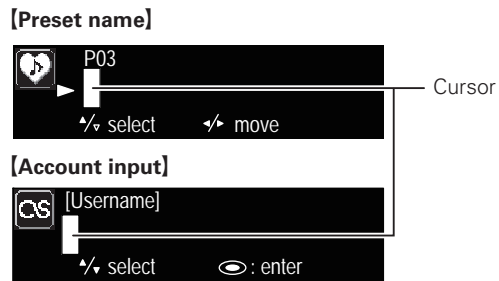 【Preset name】
P03
Cursor
△/▽ select ◁/▷ move
【Account input】
[Username]
△/▽ select : enter